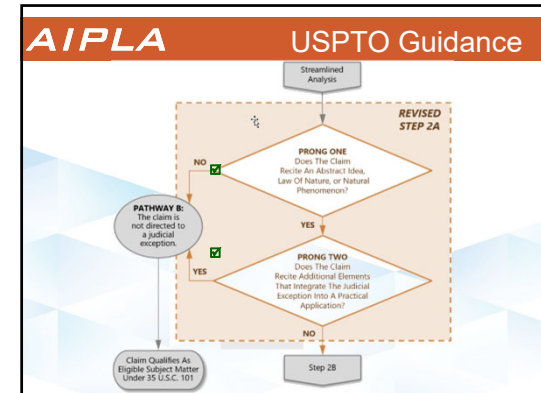 AIPLA
USPTO Guidance
Streamlined
Analysis
REVISED
STEP 2A
PRONG ONE
Does The Claim
Recite An Abstract Idea,
Law Of Nature, or Natural
Phenomenon?
NO
YES
PATHWAY B:
The claim is
not directed to
a judicial
exception.
PRONG TWO
Does The Claim
Recite Additional Elements
That Integrate The Judicial
Exception Into A Practical
Application?
YES
NO
Claim Qualifies As
Eligible Subject Matter
Under 35 U.S.C. 101
Step 2B